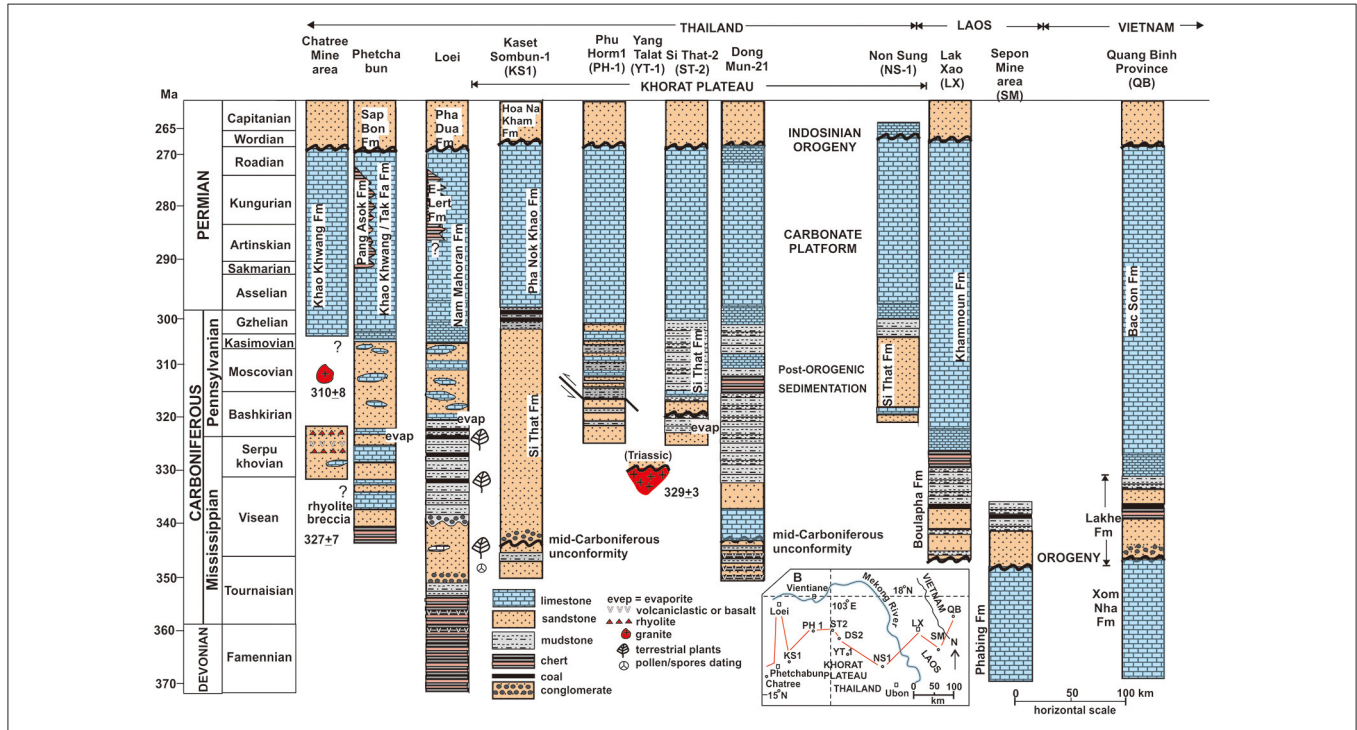 THAILAND
LAOS
VIETNAM
Chatree
Mine
area
Phetcha
bun
Loei
Kaset
Sombun-1
(KS1)
Phu
Horm1
(PH-1)
Yang
Talat
(YT-1)
Si That-2
(ST-2)
Dong
Mun-21
Non Sung
(NS-1)
Lak
Xao
(LX)
Sepon
Mine
area
(SM)
Quang Binh
Province
(QB)
KHORAT PLATEAU
Ma
265
270
280
290
300
310
320
330
340
350
360
370
PERMIAN
CARBONIFEROUS
DEVONIAN
Pennsylvanian
Mississippian
Capitanian
Wordian
Roadian
Kungurian
Artinskian
Sakmarian
Asselian
Gzhelian
Kasimovian
Moscovian
Bashkirian
Serpu
khovian
Visean
Tournaisian
Famennian
Khao Khwang Fm
?
310±8
?
rhyolite
breccia
327±7
Sap
Bon
Fm
Pang Asok Fm
Khao Khwang / Tak Fa Fm
evap
Pha
Dua
Fm
E-
Lert
Fm
?
Nam Mahoran Fm
evap
Hoa Na
Kham
Fm
Pha Nok Khao Fm
Si That Fm
mid-Carboniferous
unconformity
Si That Fm
evap
(Triassic)
329±3
INDOSINIAN
OROGENY
CARBONATE
PLATFORM
POST-OROGENIC
SEDIMENTATION
mid-Carboniferous
unconformity
Si That Fm
Khammoun Fm
Boulapha Fm
OROGENY
Phabing Fm
Bac Son Fm
Lakhe
Fm
Xom
Nha
Fm
limestone
sandstone
mudstone
chert
coal
conglomerate
evep = evaporite
volcaniclastic or basalt
rhyolite
granite
terrestrial plants
pollen/spores dating
B
Vientiane
Loei
103°E
Mekong River
18°N
VIETNAM
QB
PH 1
ST2
DS2
LX
SM
N
KS1
YT 1
NS1
LAOS
Phetchabun
Chatree
15°N
KHORAT
PLATEAU
THAILAND
Ubon
0
100
km
0
50
100 km
horizontal scale